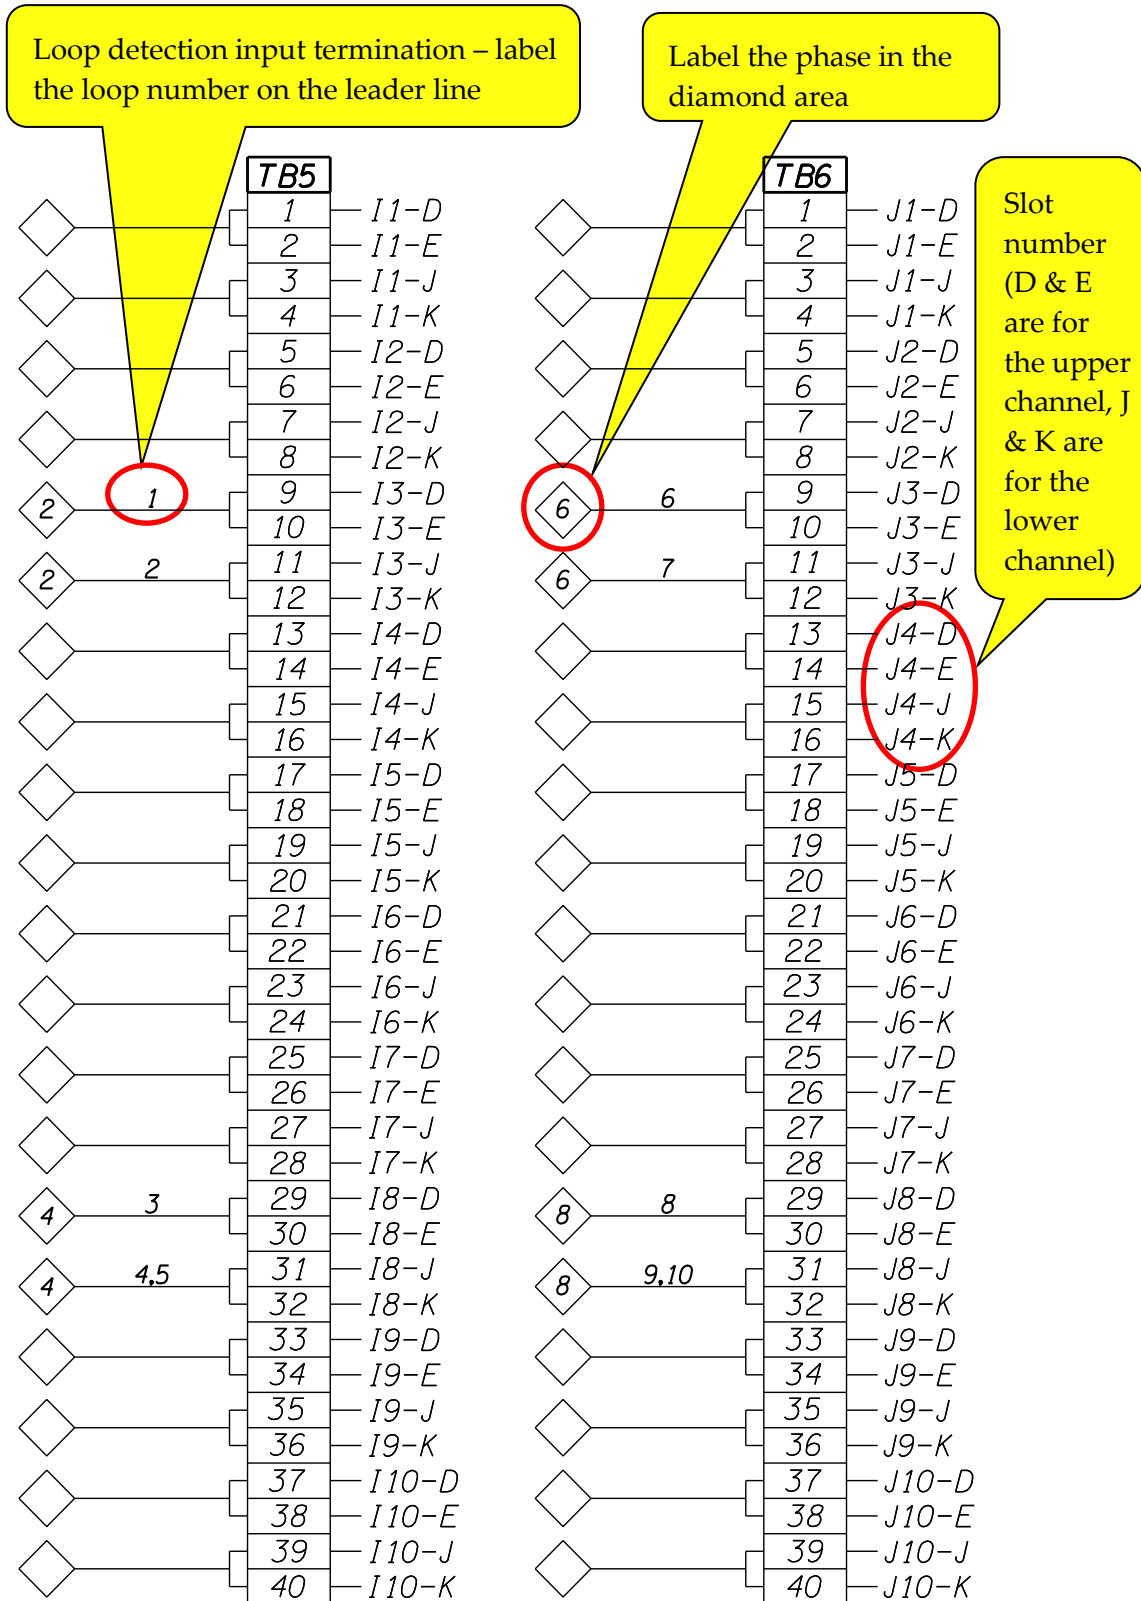 Loop detection input termination – label
the loop number on the leader line
Label the phase in the
diamond area
Slot
number
(D & E
are for
the upper
channel, J
& K are
for the
lower
channel)
TB5
1 I1-D
2 I1-E
3 I1-J
4 I1-K
5 I2-D
6 I2-E
7 I2-J
8 I2-K
2 1 9 I3-D
10 I3-E
2 2 11 I3-J
12 I3-K
13 I4-D
14 I4-E
15 I4-J
16 I4-K
17 I5-D
18 I5-E
19 I5-J
20 I5-K
21 I6-D
22 I6-E
23 I6-J
24 I6-K
25 I7-D
26 I7-E
27 I7-J
28 I7-K
4 3 29 I8-D
30 I8-E
4 4,5 31 I8-J
32 I8-K
33 I9-D
34 I9-E
35 I9-J
36 I9-K
37 I10-D
38 I10-E
39 I10-J
40 I10-K
TB6
1 J1-D
2 J1-E
3 J1-J
4 J1-K
5 J2-D
6 J2-E
7 J2-J
8 J2-K
6 6 9 J3-D
10 J3-E
6 7 11 J3-J
12 J3-K
13 J4-D
14 J4-E
15 J4-J
16 J4-K
17 J5-D
18 J5-E
19 J5-J
20 J5-K
21 J6-D
22 J6-E
23 J6-J
24 J6-K
25 J7-D
26 J7-E
27 J7-J
28 J7-K
8 8 29 J8-D
30 J8-E
8 9,10 31 J8-J
32 J8-K
33 J9-D
34 J9-E
35 J9-J
36 J9-K
37 J10-D
38 J10-E
39 J10-J
40 J10-K